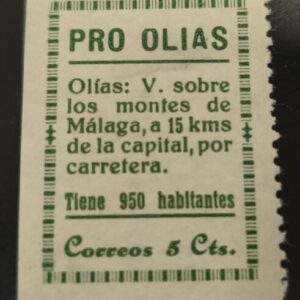 PRO OLIAS
Olías: V. sobre
los montes de
Málaga, a 15 kms
de la capital, por
carretera.
Tiene 950 habitantes
Correos 5 Cts.